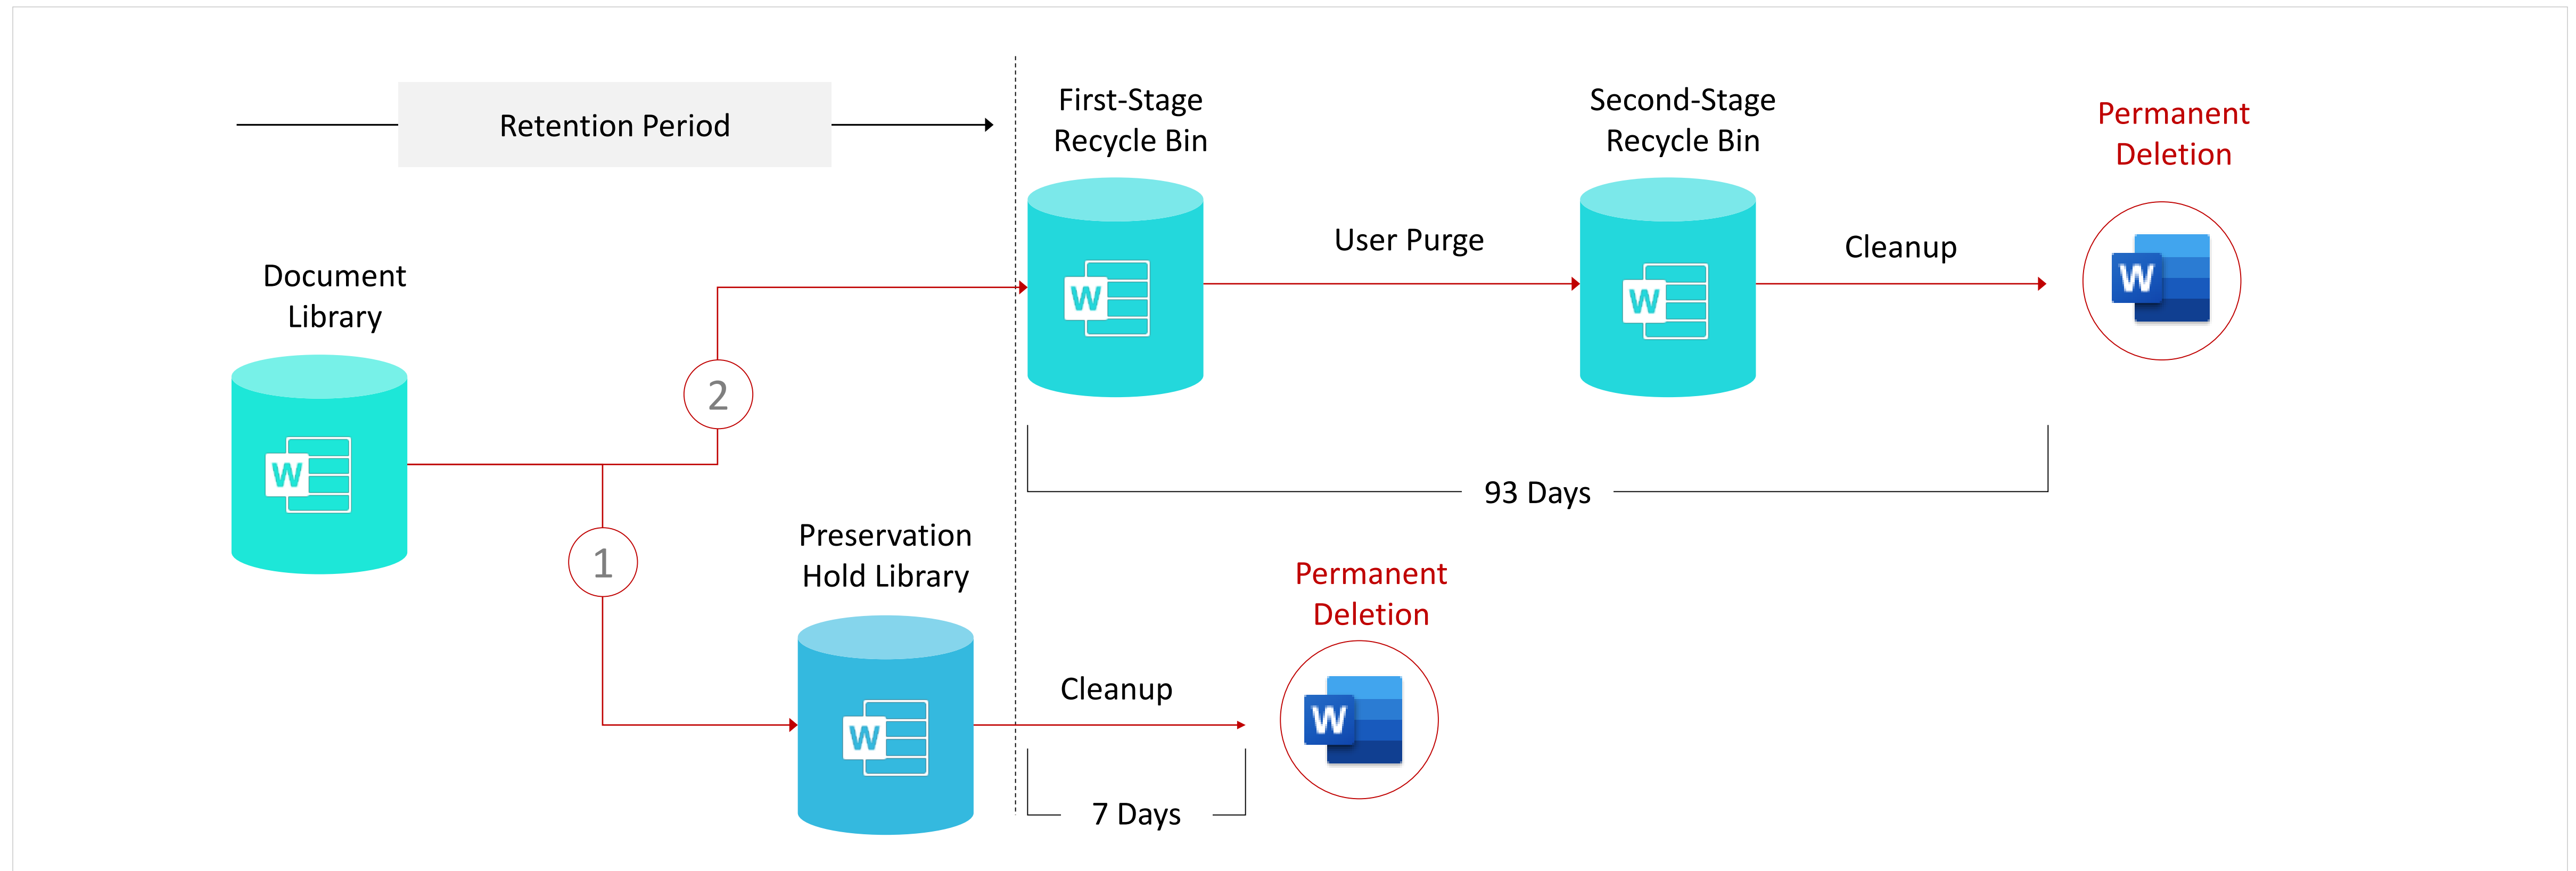 Retention Period
First-Stage
Recycle Bin
Second-Stage
Recycle Bin
Permanent
Deletion
W
W
User Purge
Cleanup
W
Document
Library
2
W
93 Days
1
Preservation
Hold Library
Permanent
Deletion
Cleanup
W
W
7 Days